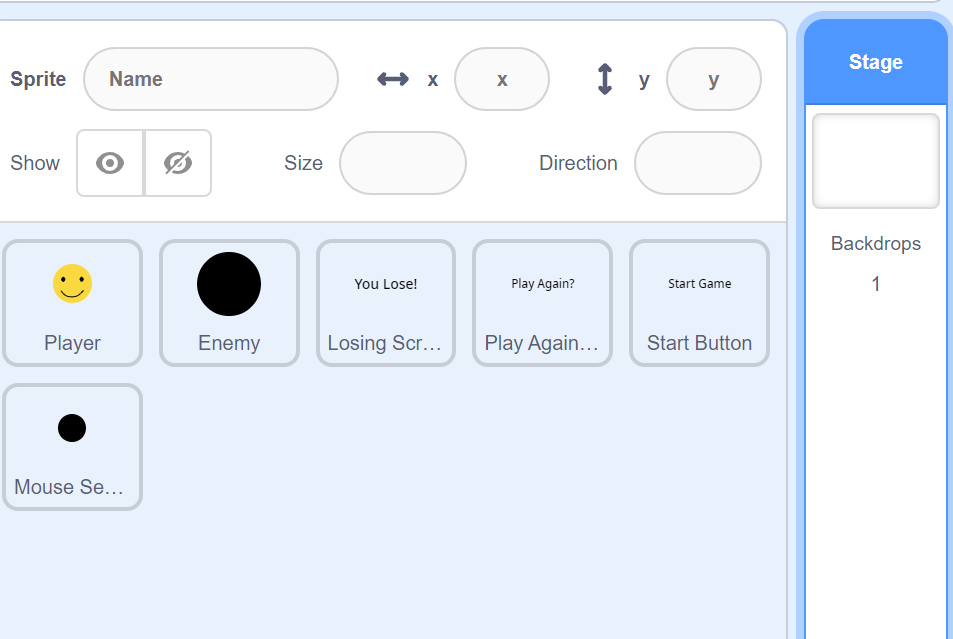 Stage
Sprite Name x x y y
Show Size Direction
You Lose! Play Again? Start Game
Player Enemy Losing Scr... Play Again... Start Button
Mouse Se...
Backdrops
1